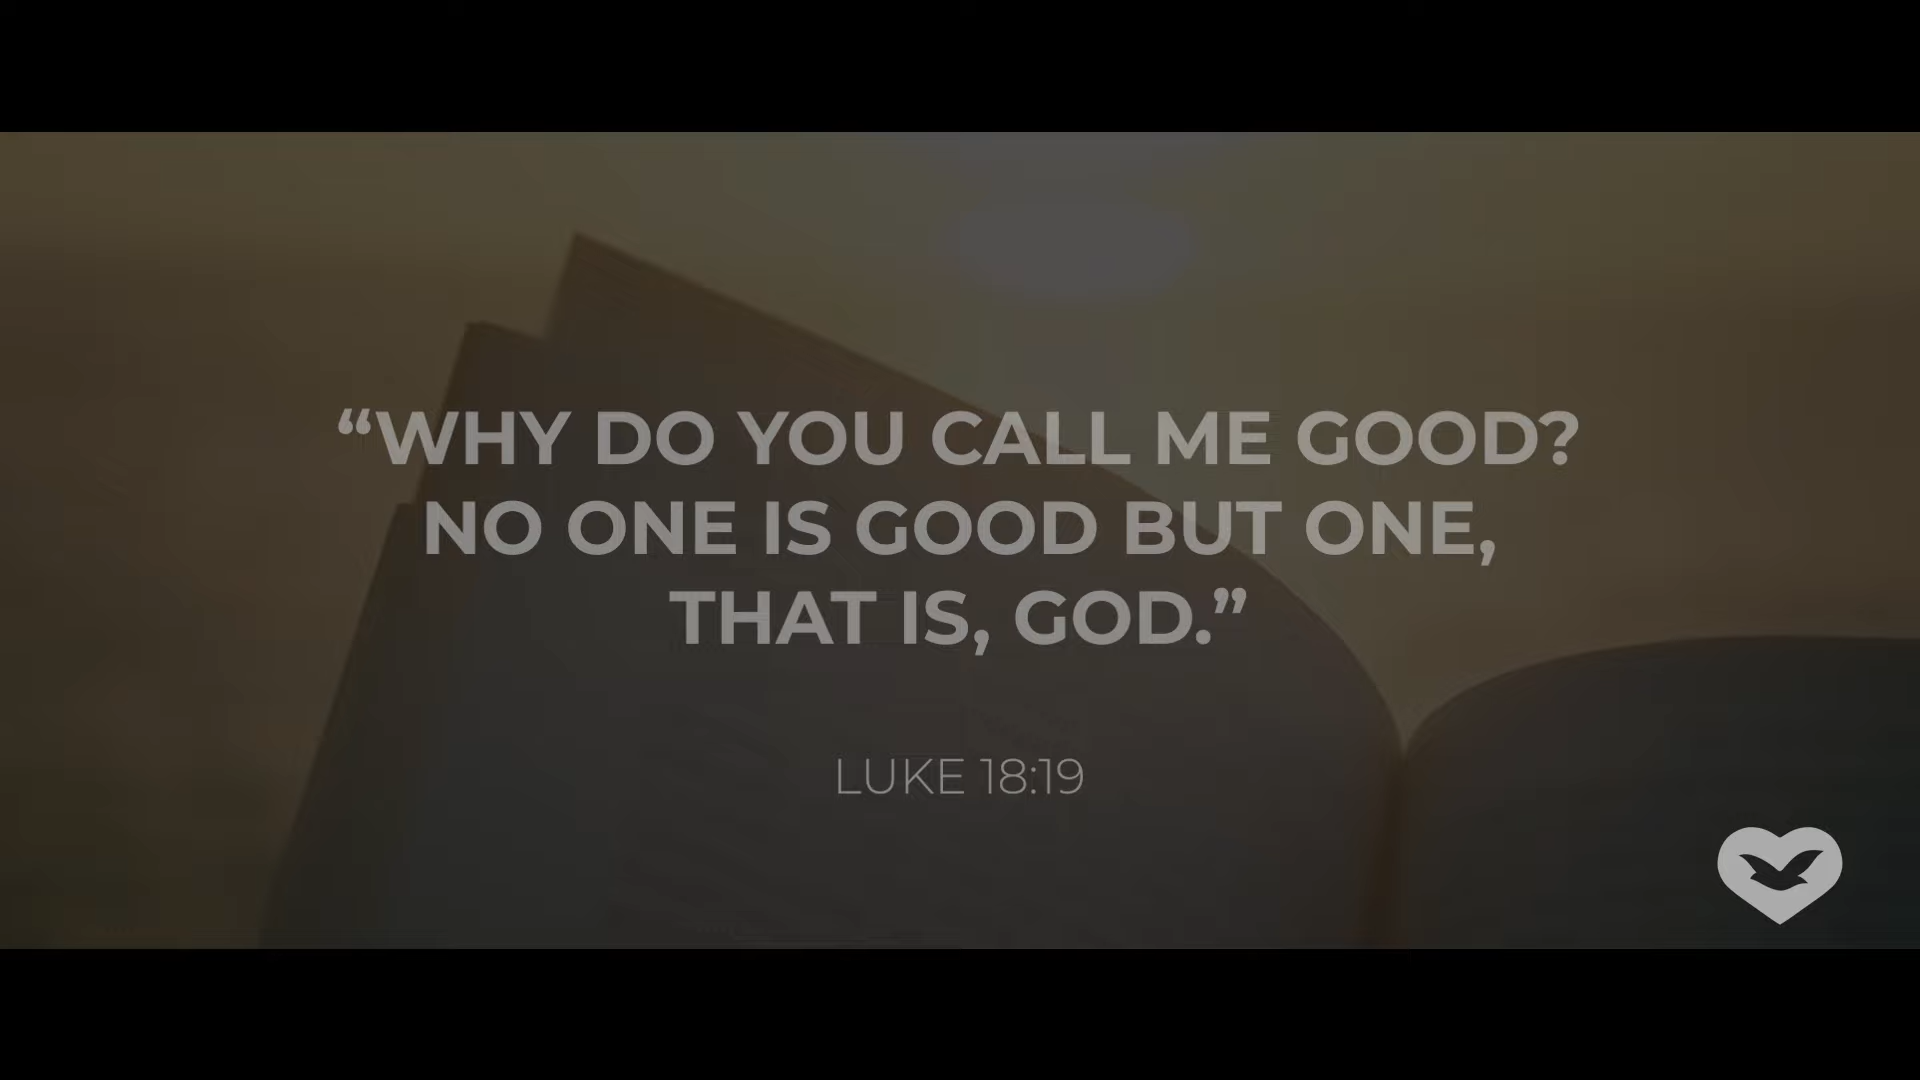 “WHY DO YOU CALL ME GOOD?
NO ONE IS GOOD BUT ONE,
THAT IS, GOD.”
LUKE 18:19